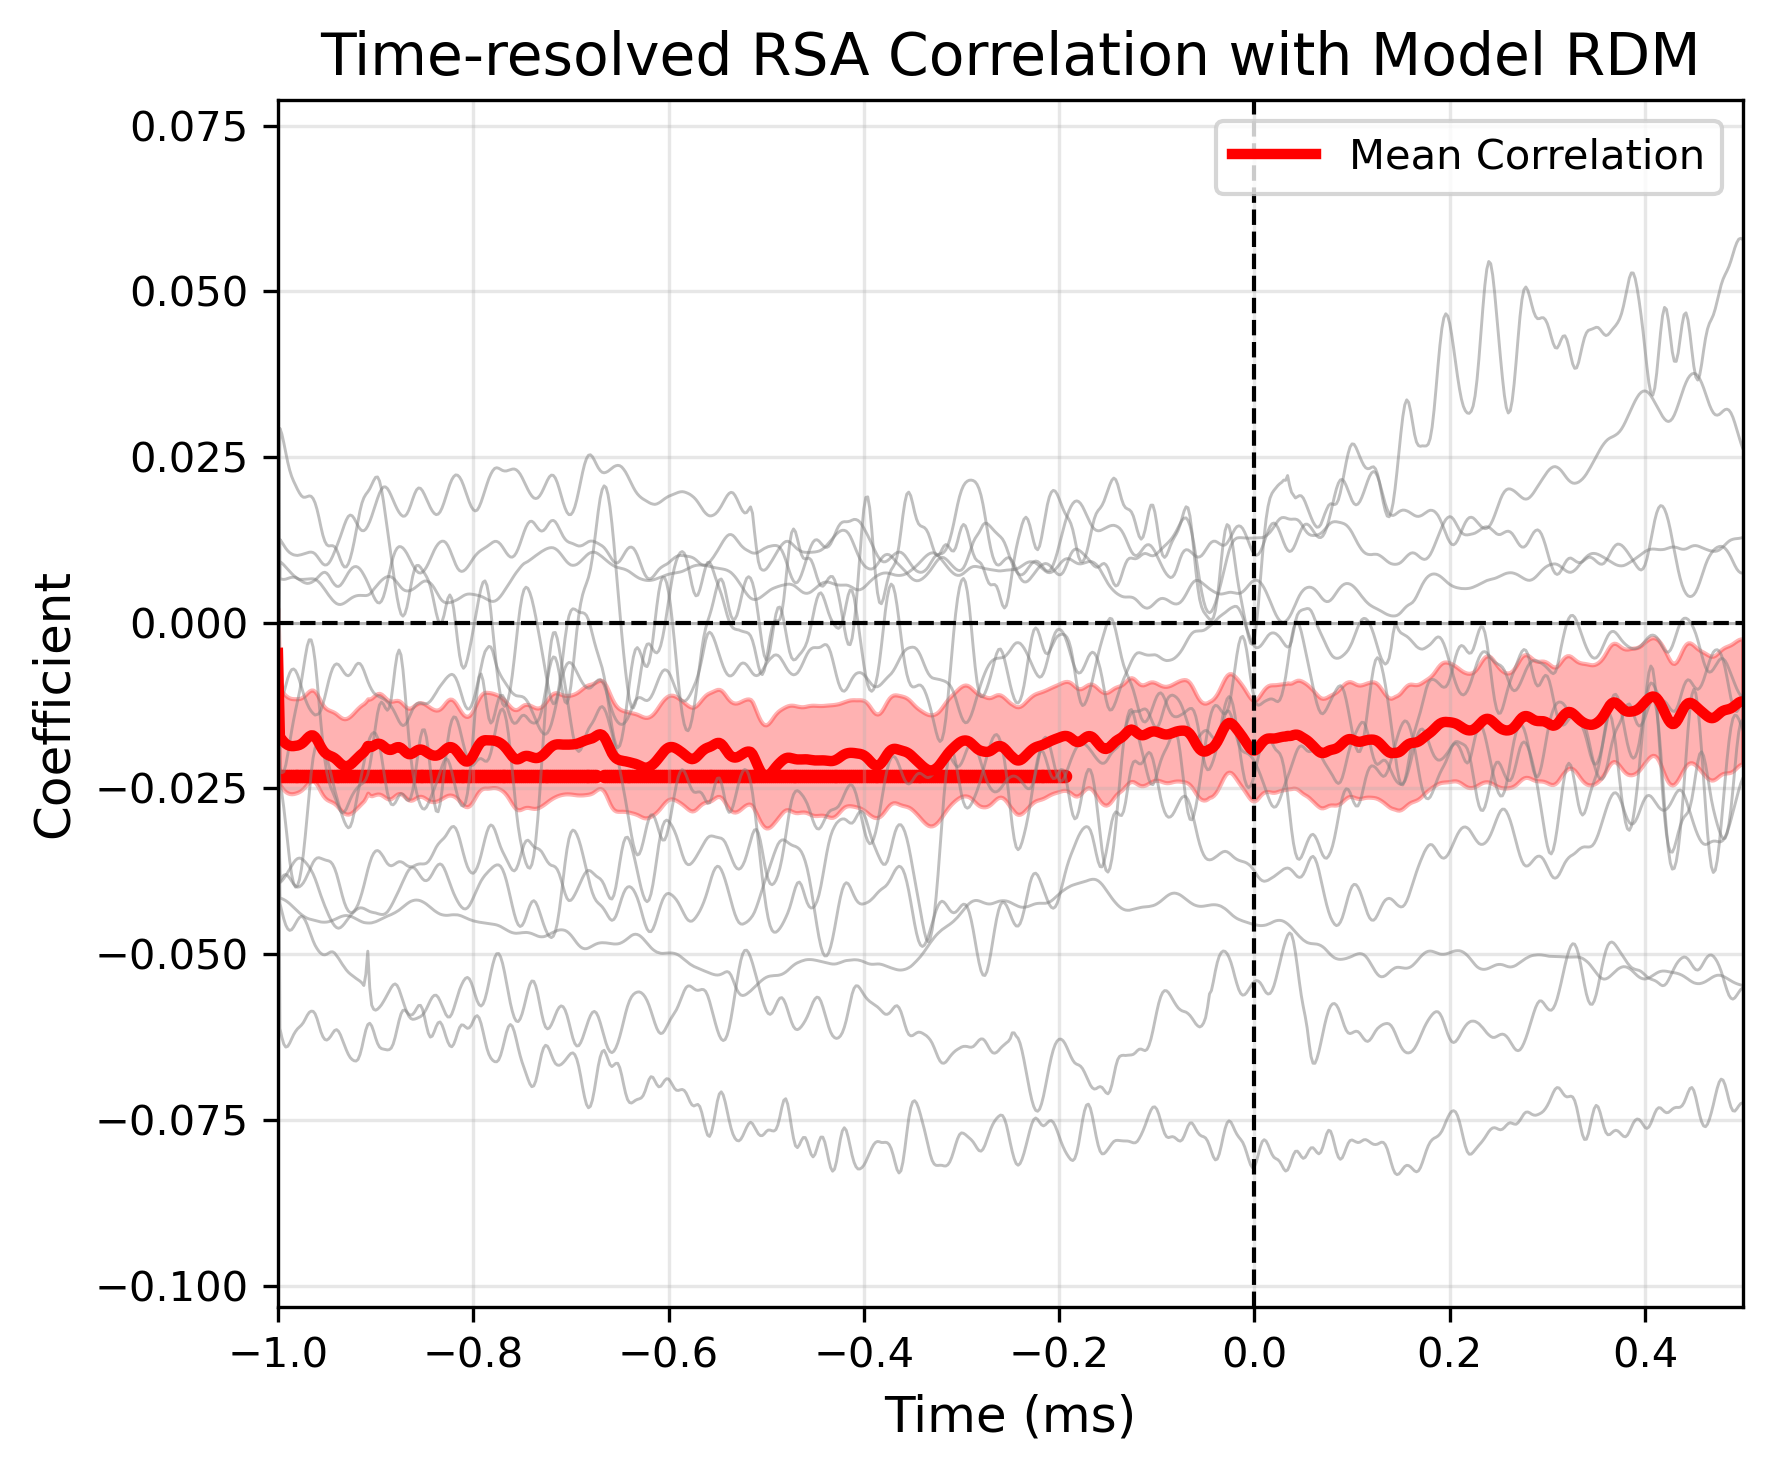 Time-resolved RSA Correlation with Model RDM
Mean Correlation
0.075
0.050
0.025
0.000
−0.025
−0.050
−0.075
−0.100
Coefficient
−1.0 −0.8 −0.6 −0.4 −0.2 0.0 0.2 0.4
Time (ms)